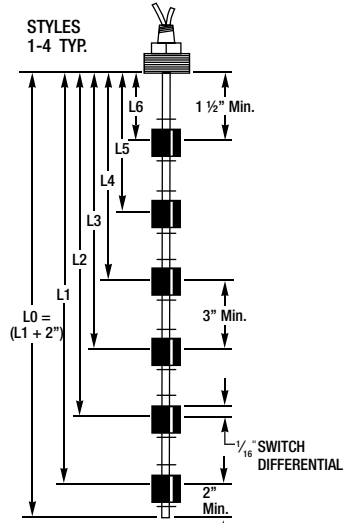 STYLES
1-4 TYP.
L6
1 ½" Min.
L5
L4
L3
L2
L1
L0 =
(L1 + 2")
3" Min.
1/16" SWITCH
DIFFERENTIAL
2"
Min.